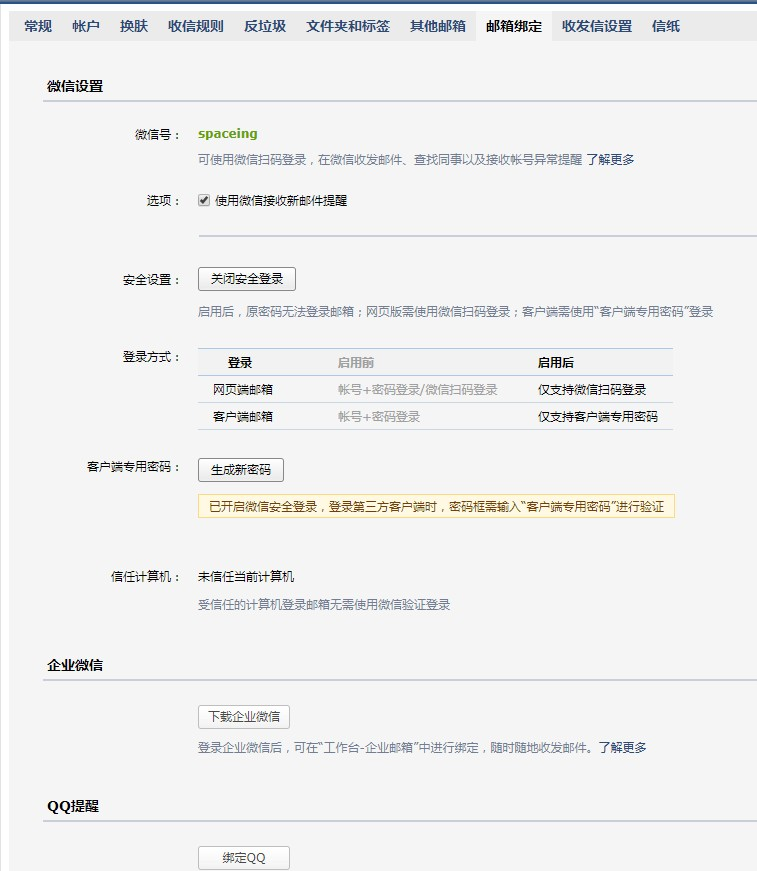 常规 帐户 换肤 收信规则 反垃圾 文件夹和标签 其他邮箱 邮箱绑定 收发信设置 信纸
微信设置
微信号： spaceing
可使用微信扫码登录，在微信收发邮件、查找同事以及接收帐号异常提醒 了解更多
选项： 使用微信接收新邮件提醒
安全设置： 关闭安全登录
启用后，原密码无法登录邮箱；网页版需使用微信扫码登录；客户端需使用“客户端专用密码”登录
登录方式： 登录 启用前 启用后
网页端邮箱 帐号+密码登录/微信扫码登录 仅支持微信扫码登录
客户端邮箱 帐号+密码登录 仅支持客户端专用密码
客户端专用密码： 生成新密码
已开启微信安全登录，登录第三方客户端时，密码框需输入“客户端专用密码”进行验证
信任计算机： 未信任当前计算机
受信任的计算机登录邮箱无需使用微信验证登录
企业微信
下载企业微信
登录企业微信后，可在“工作台-企业邮箱”中进行绑定，随时随地收发邮件。了解更多
QQ提醒
绑定QQ